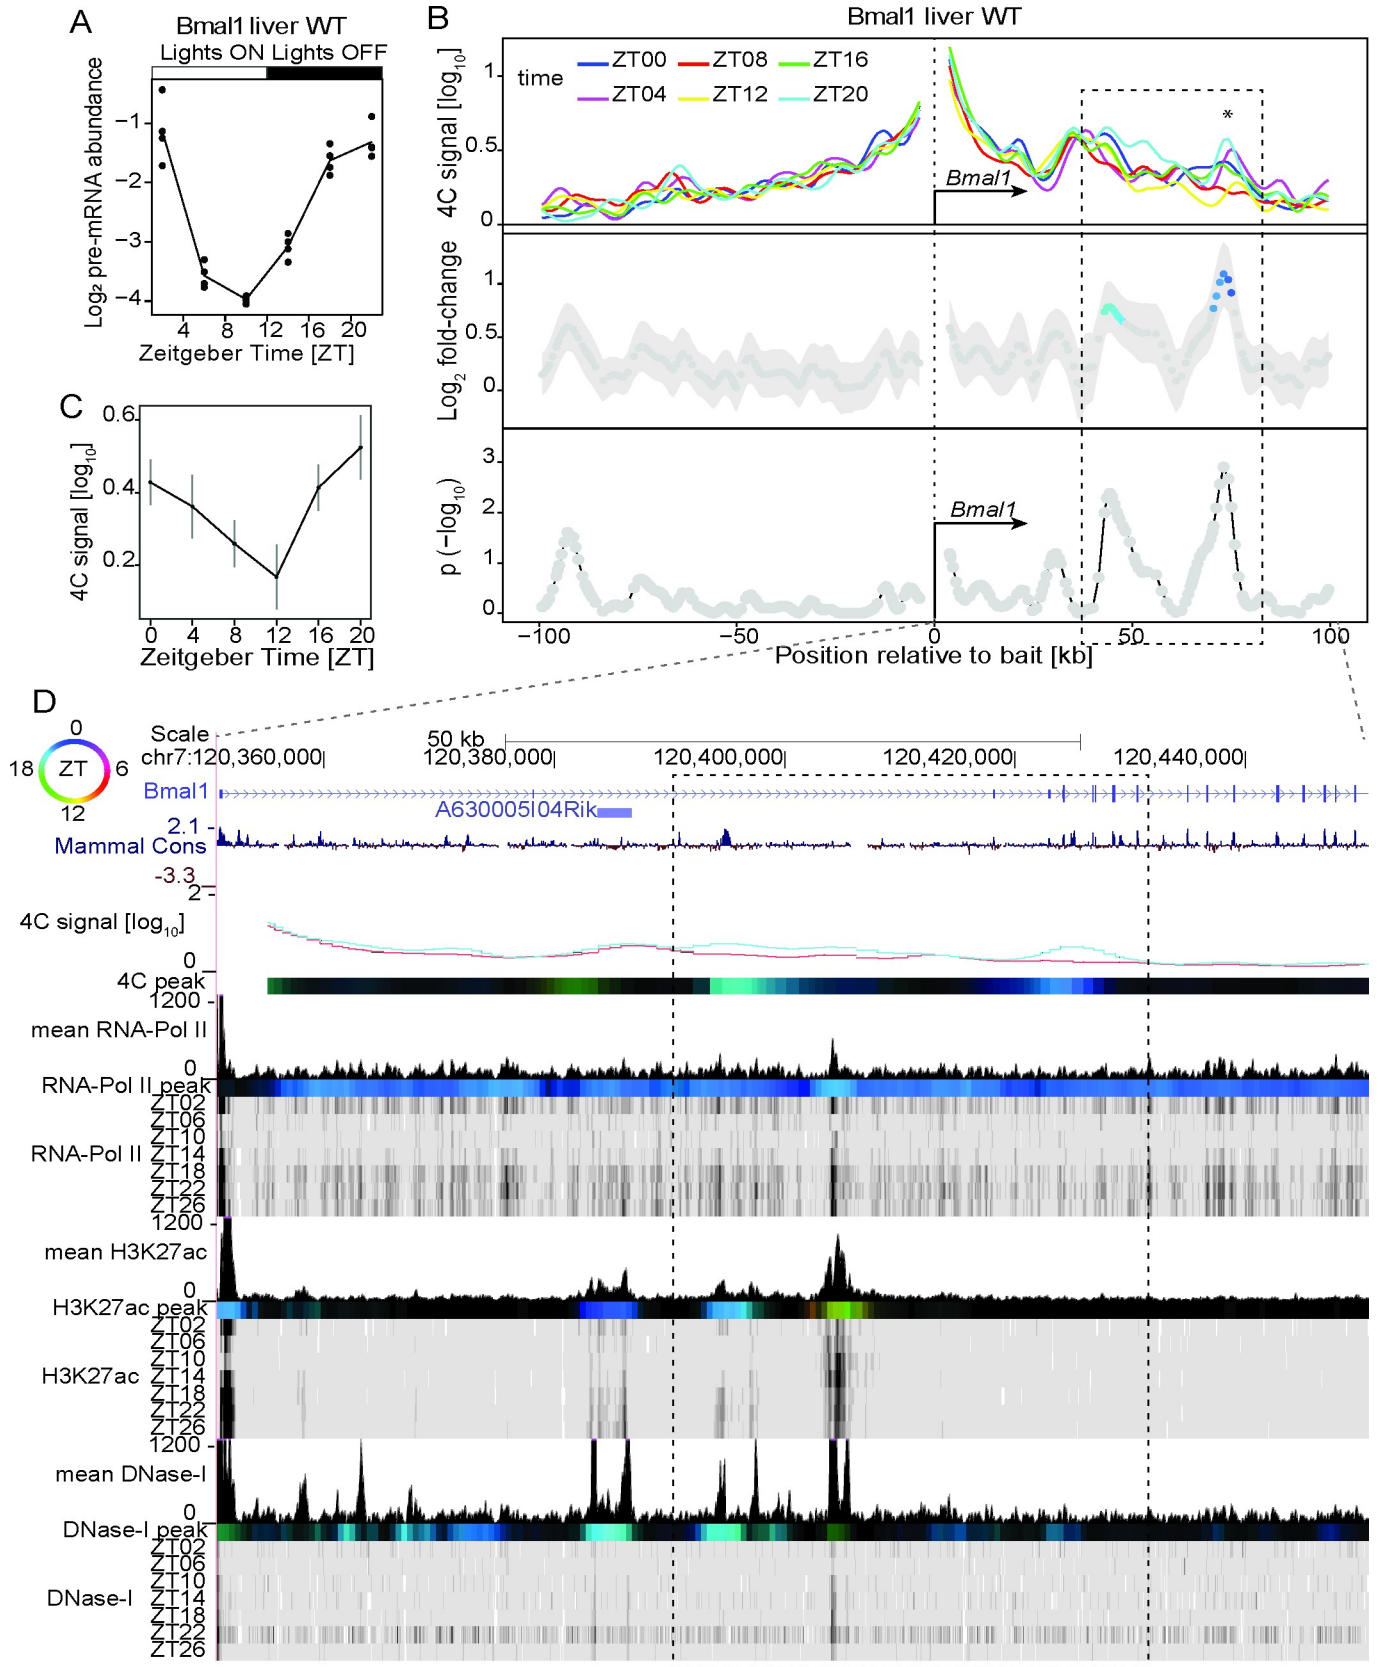 A
Bmal1 liver WT
Lights ON Lights OFF
Log₂ pre-mRNA abundance
−1
−2
−3
−4
4 8 12 16 20
Zeitgeber Time [ZT]
B
Bmal1 liver WT
4C signal [log₁₀]
1
0.5
0
time
ZT00 ZT08 ZT16
ZT04 ZT12 ZT20
*
Bmal1
Log₂ fold-change
1
0.5
0
p (−log₁₀)
3
2
1
0
Bmal1
−100 −50 0 50 100
Position relative to bait [kb]
C
4C signal [log₁₀]
0.6
0.4
0.2
0 4 8 12 16 20
Zeitgeber Time [ZT]
D
0
18 ZT 6
12
Scale
50 kb
chr7:120,360,000| 120,380,000| 120,400,000| 120,420,000| 120,440,000|
Bmal1
A630005I04Rik
2.1
Mammal Cons
-3.3
2
4C signal [log₁₀]
0
4C peak
1200
mean RNA-Pol II
0
RNA-Pol II peak
ZT02
ZT06
ZT10
RNA-Pol II ZT14
ZT18
ZT22
ZT26
1200
mean H3K27ac
0
H3K27ac peak
ZT02
ZT06
ZT10
H3K27ac ZT14
ZT18
ZT22
ZT26
1200
mean DNase-I
0
DNase-I peak
ZT02
ZT06
ZT10
DNase-I ZT14
ZT18
ZT22
ZT26